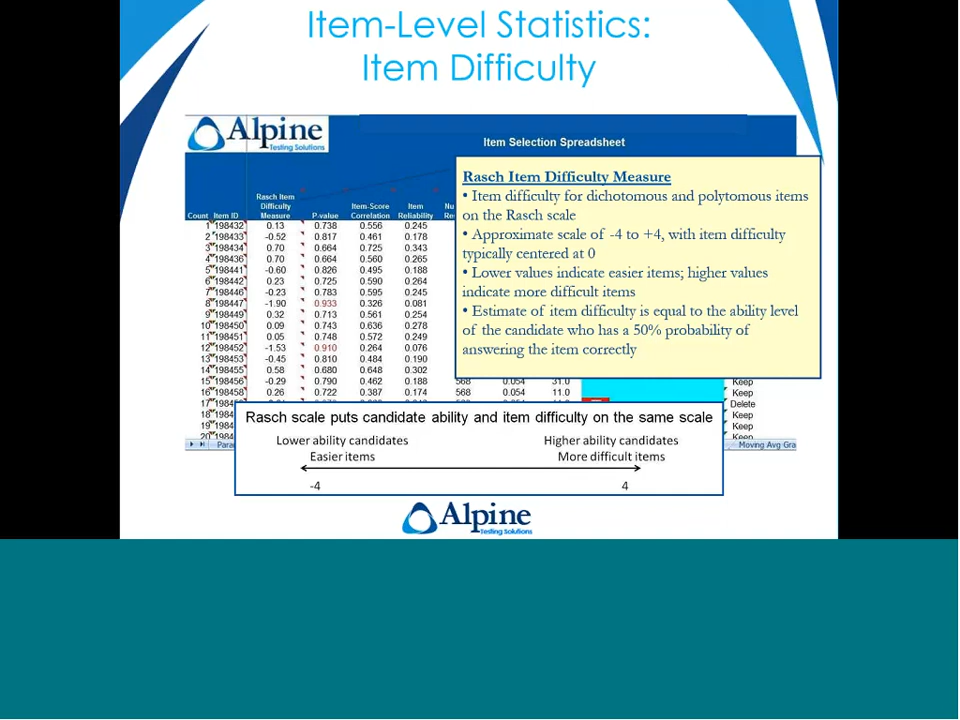 Item-Level Statistics:
Item Difficulty
Alpine
Testing Solutions
Item Selection Spreadsheet
Rasch Item
Difficulty
Measure
Item-Score
Correlation
Item
Reliability
Count Item ID P-value
1 198432 0.13 0.738 0.556 0.245
2 198433 -0.52 0.817 0.461 0.178
3 198434 0.70 0.664 0.725 0.343
4 198436 0.70 0.664 0.560 0.265
5 198441 -0.60 0.826 0.495 0.188
6 198442 0.23 0.725 0.590 0.264
7 198446 -0.23 0.783 0.595 0.245
8 198447 -1.90 0.933 0.326 0.081
9 198449 0.32 0.713 0.561 0.254
10 198450 0.09 0.743 0.636 0.278
11 198451 0.05 0.748 0.572 0.249
12 198452 -1.53 0.910 0.264 0.076
13 198453 -0.45 0.810 0.484 0.190
14 198455 0.58 0.680 0.648 0.302
15 198456 -0.29 0.790 0.462 0.188 568 0.054 31.0 Keep
16 198458 0.26 0.722 0.387 0.174 568 0.054 11.0 Keep
17 Delete
18 Keep
19 Keep
20 Keep
Moving Avg Gra
Rasch Item Difficulty Measure
• Item difficulty for dichotomous and polytomous items
on the Rasch scale
• Approximate scale of -4 to +4, with item difficulty
typically centered at 0
• Lower values indicate easier items; higher values
indicate more difficult items
• Estimate of item difficulty is equal to the ability level
of the candidate who has a 50% probability of
answering the item correctly
Rasch scale puts candidate ability and item difficulty on the same scale
Lower ability candidates Higher ability candidates
Easier items More difficult items
-4 4
Alpine
Testing Solutions